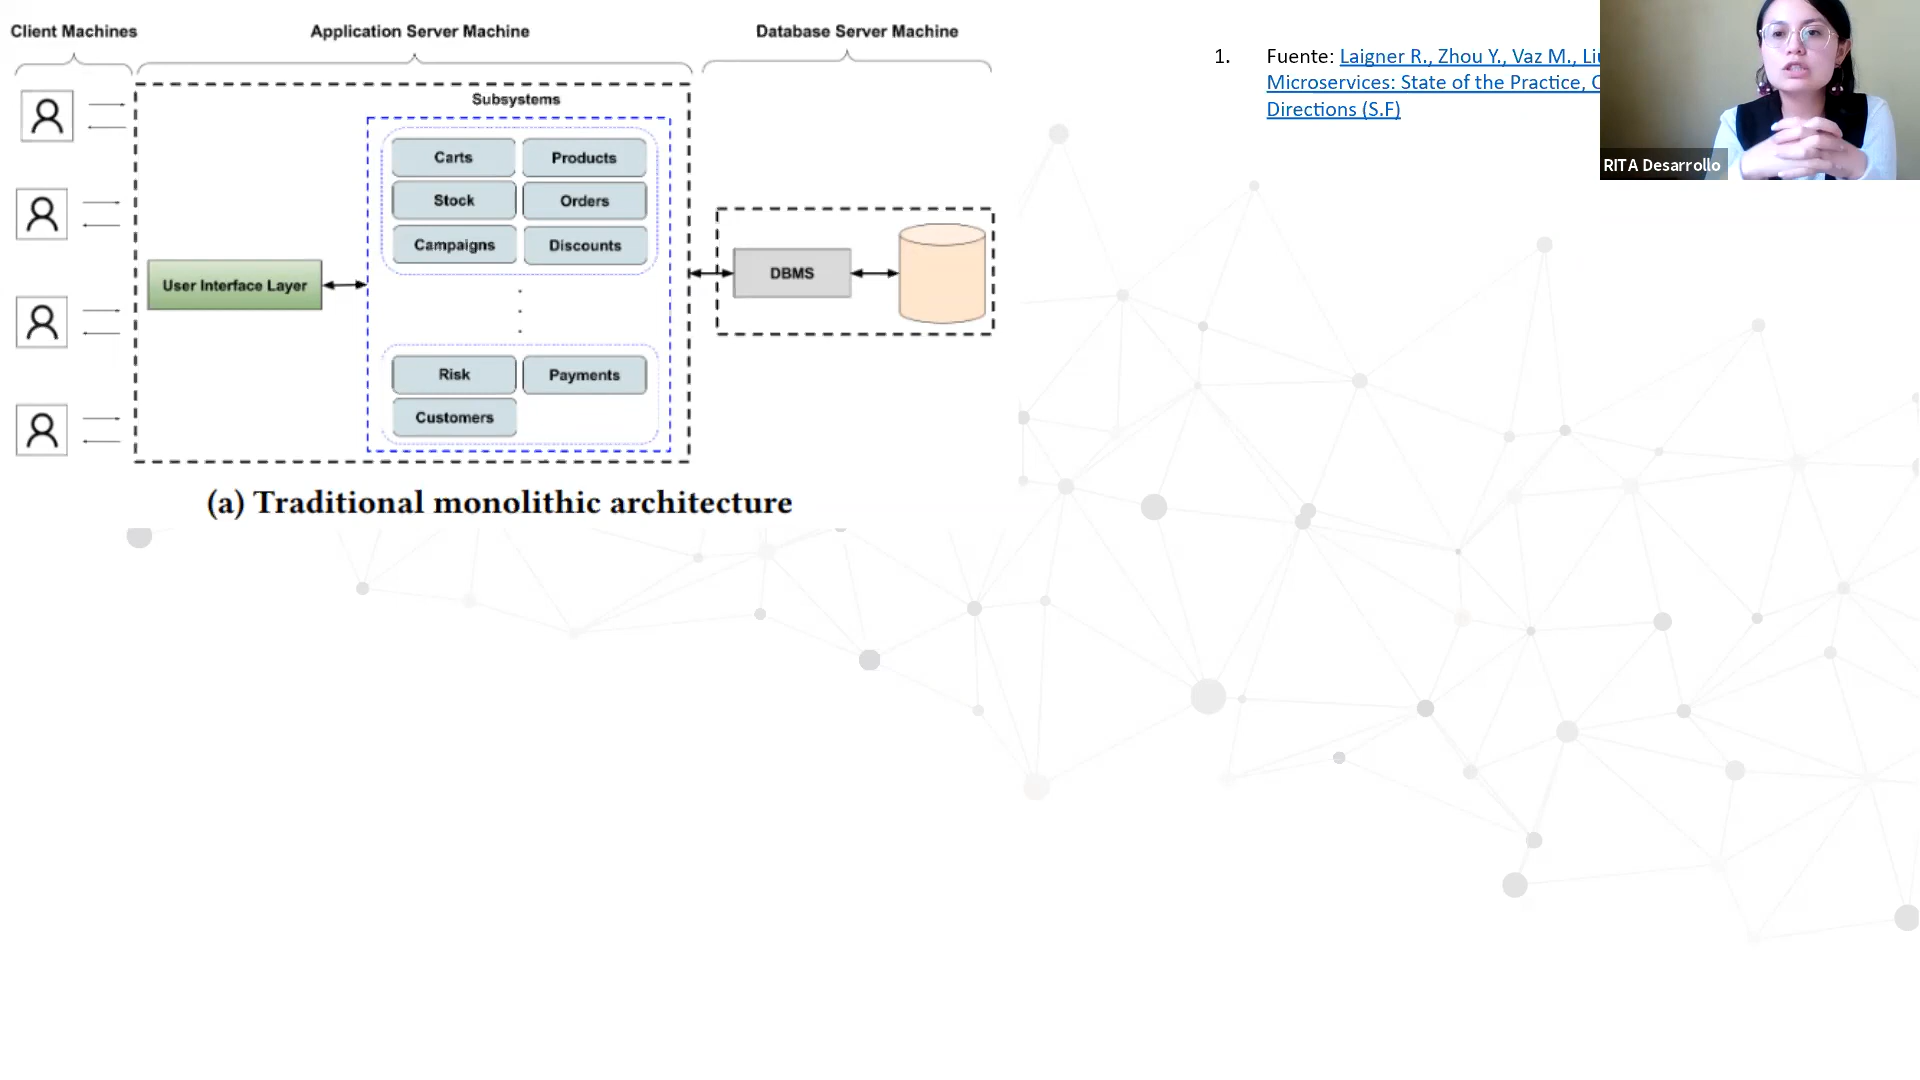 Client Machines
Application Server Machine
Database Server Machine
Subsystems
Carts
Products
Stock
Orders
Campaigns
Discounts
User Interface Layer
Risk
Payments
Customers
DBMS
(a) Traditional monolithic architecture
1. Fuente: Laigner R., Zhou Y., Vaz M.,
Microservices: State of the Practice,
Directions (S.F)
RITA Desarrollo